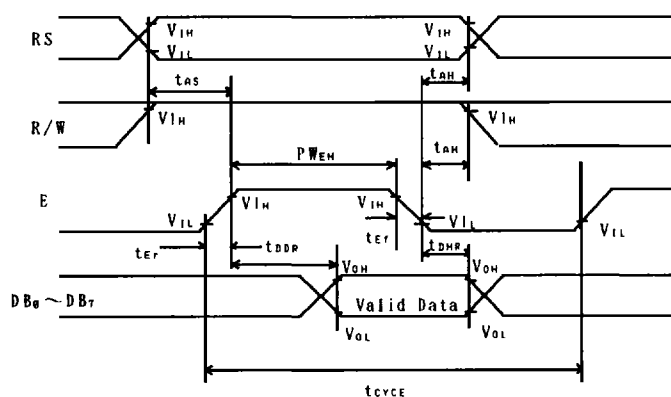 RS VIH VIH
VIL VIL
tAS tAH
R/W VIH VIH
tAH
PWEH
E VIH VIH
VIL VIL VIL
tEr tDDR tEf tDHR
VOH VOH
DB0～DB7 Valid Data
VOL VOL
tCYCE